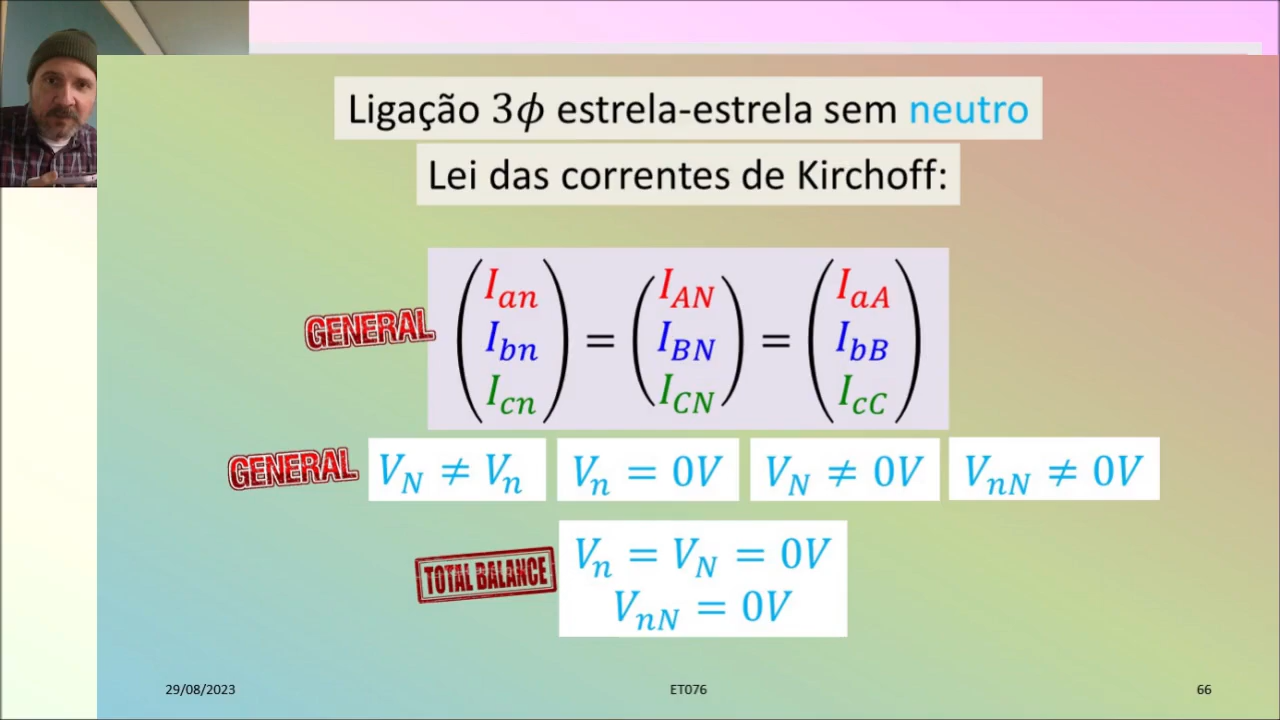 Ligação 3ϕ estrela-estrela sem neutro
Lei das correntes de Kirchoff:
GENERAL
(I_an I_bn I_cn) = (I_AN I_BN I_CN) = (I_aA I_bB I_cC)
GENERAL
V_N ≠ V_n V_n = 0V V_N ≠ 0V V_nN ≠ 0V
TOTAL BALANCE
V_n = V_N = 0V
V_nN = 0V
29/08/2023 ET076 66